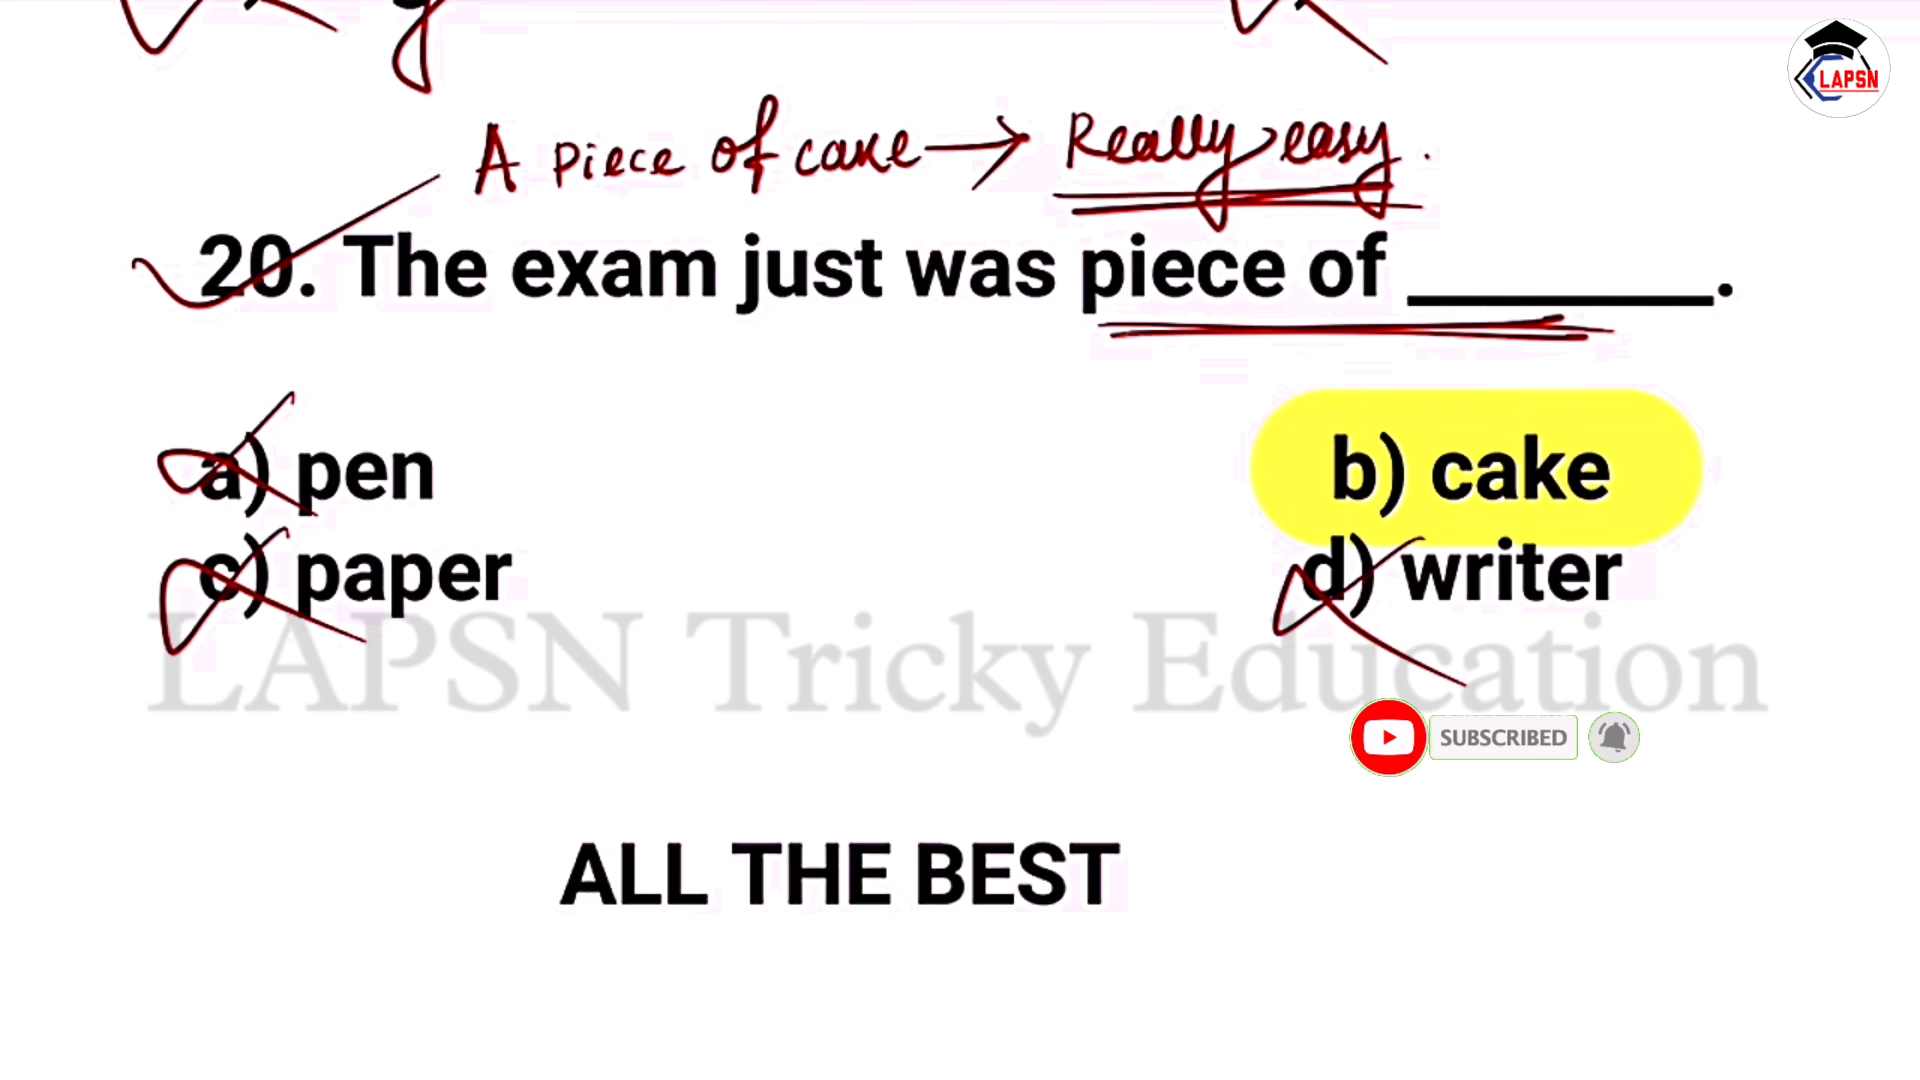 LAPSN
A piece of cake → Really easy.
20. The exam just was piece of ________.
a) pen
b) cake
c) paper
d) writer
LAPSN Tricky Education
SUBSCRIBED
ALL THE BEST